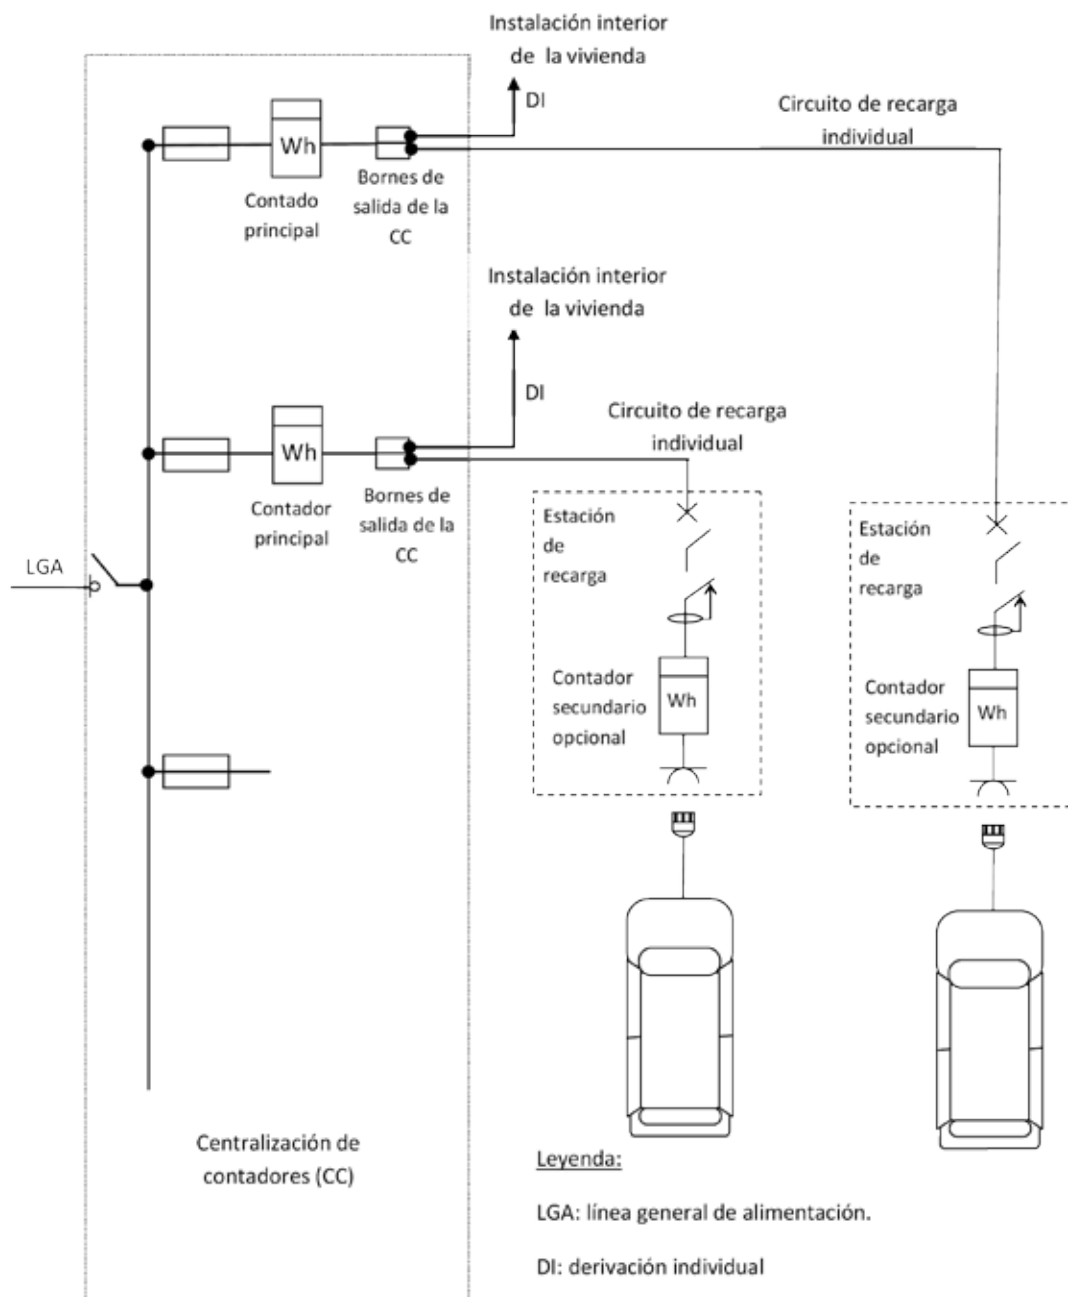 Instalación interior
de la vivienda
DI
Circuito de recarga
individual
Wh
Contado
principal
Bornes de
salida de la
CC
Instalación interior
de la vivienda
DI
Circuito de recarga
individual
Wh
Contador
principal
Bornes de
salida de la
CC
LGA
Estación
de
recarga
Contador
secundario
opcional
Wh
Estación
de
recarga
Contador
secundario
opcional
Wh
Centralización de
contadores (CC)
Leyenda:
LGA: línea general de alimentación.
DI: derivación individual